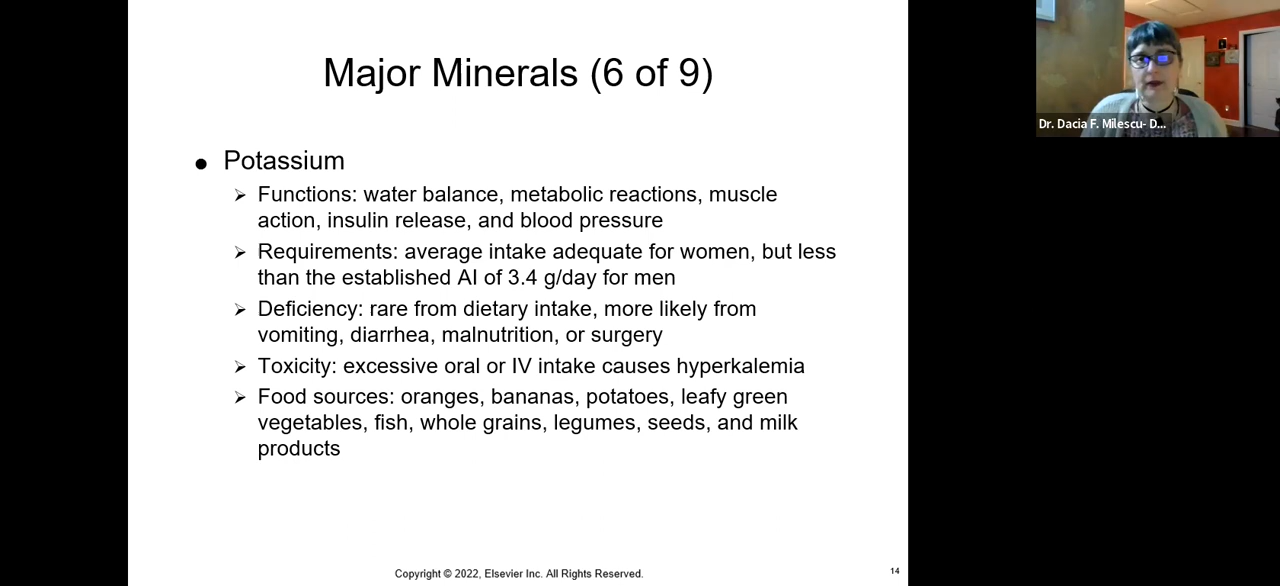 Major Minerals (6 of 9)
● Potassium
➢ Functions: water balance, metabolic reactions, muscle
action, insulin release, and blood pressure
➢ Requirements: average intake adequate for women, but less
than the established AI of 3.4 g/day for men
➢ Deficiency: rare from dietary intake, more likely from
vomiting, diarrhea, malnutrition, or surgery
➢ Toxicity: excessive oral or IV intake causes hyperkalemia
➢ Food sources: oranges, bananas, potatoes, leafy green
vegetables, fish, whole grains, legumes, seeds, and milk
products
Copyright © 2022, Elsevier Inc. All Rights Reserved.
14
Dr. Dacia F. Milescu- D...